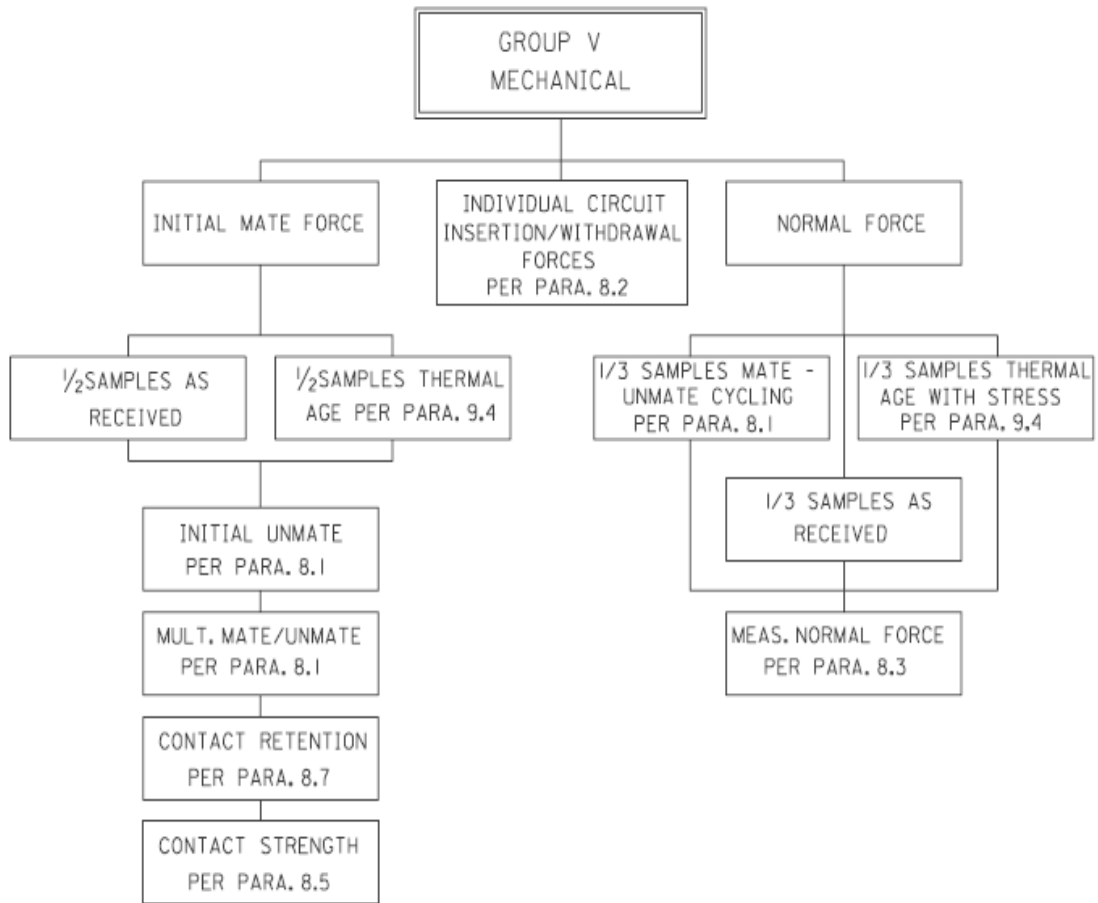 GROUP V
MECHANICAL
INITIAL MATE FORCE
INDIVIDUAL CIRCUIT
INSERTION/WITHDRAWAL
FORCES
PER PARA. 8.2
NORMAL FORCE
1/2 SAMPLES AS
RECEIVED
1/2 SAMPLES THERMAL
AGE PER PARA. 9.4
1/3 SAMPLES MATE -
UNMATE CYCLING
PER PARA. 8.1
1/3 SAMPLES THERMAL
AGE WITH STRESS
PER PARA. 9.4
1/3 SAMPLES AS
RECEIVED
INITIAL UNMATE
PER PARA. 8.1
MULT. MATE/UNMATE
PER PARA. 8.1
MEAS. NORMAL FORCE
PER PARA. 8.3
CONTACT RETENTION
PER PARA. 8.7
CONTACT STRENGTH
PER PARA. 8.5